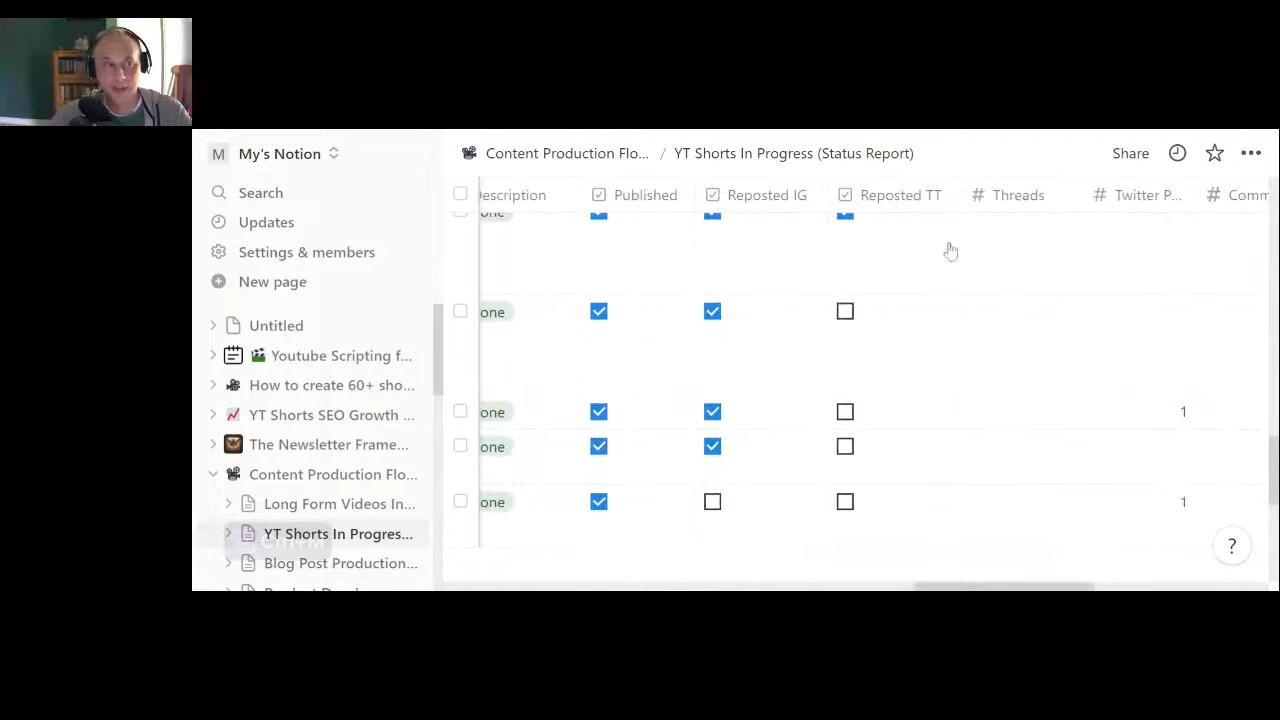 M My's Notion
Content Production Flo... / YT Shorts In Progress (Status Report)
Share
Search
Updates
Settings & members
New page
Untitled
Youtube Scripting f...
How to create 60+ sho...
YT Shorts SEO Growth ...
The Newsletter Frame...
Content Production Flo...
Long Form Videos In...
YT Shorts In Progres...
Ctrl+M
Blog Post Production...
escription Published Reposted IG Reposted TT # Threads # Twitter P... # Comm
one
one
one 1
one
one 1
?